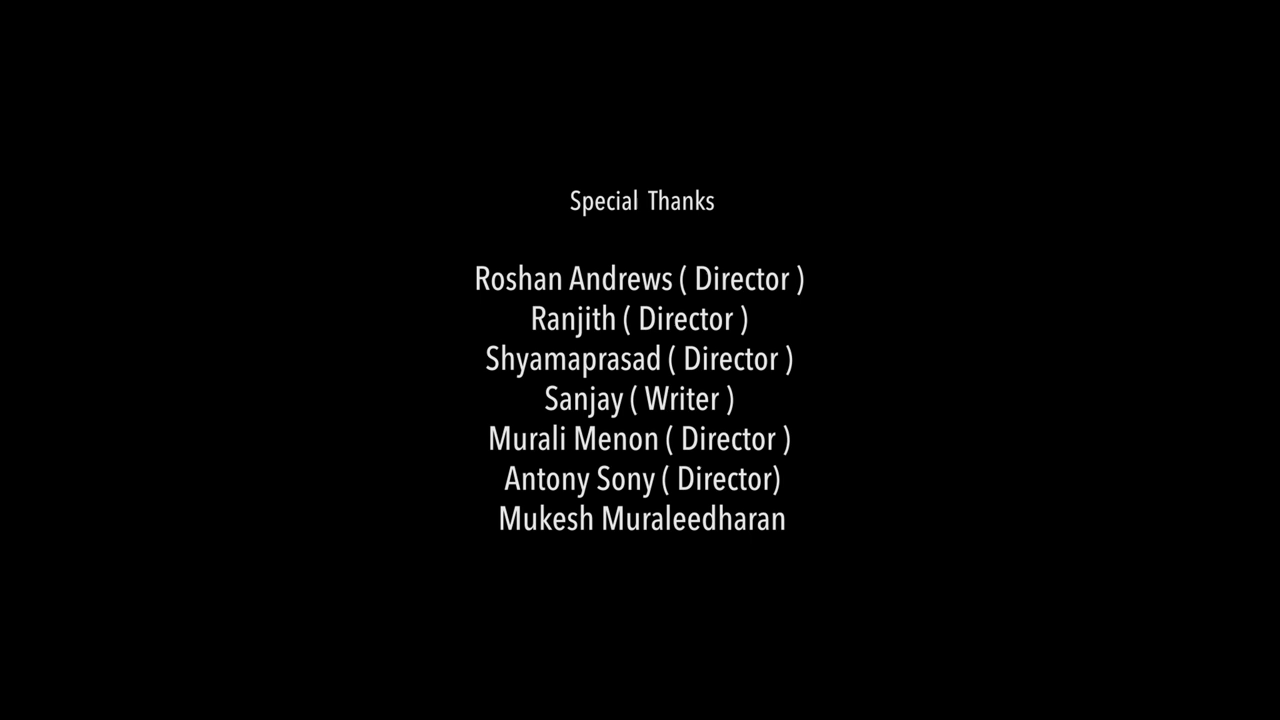 Special Thanks
Roshan Andrews ( Director )
Ranjith ( Director )
Shyamaprasad ( Director )
Sanjay ( Writer )
Murali Menon ( Director )
Antony Sony ( Director)
Mukesh Muraleedharan